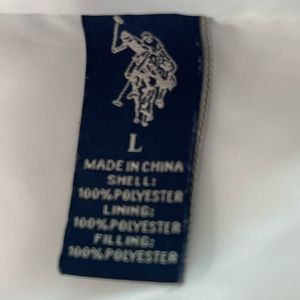 L
MADE IN CHINA
SHELL:
100% POLYESTER
LINING:
100% POLYESTER
FILLING:
100% POLYESTER